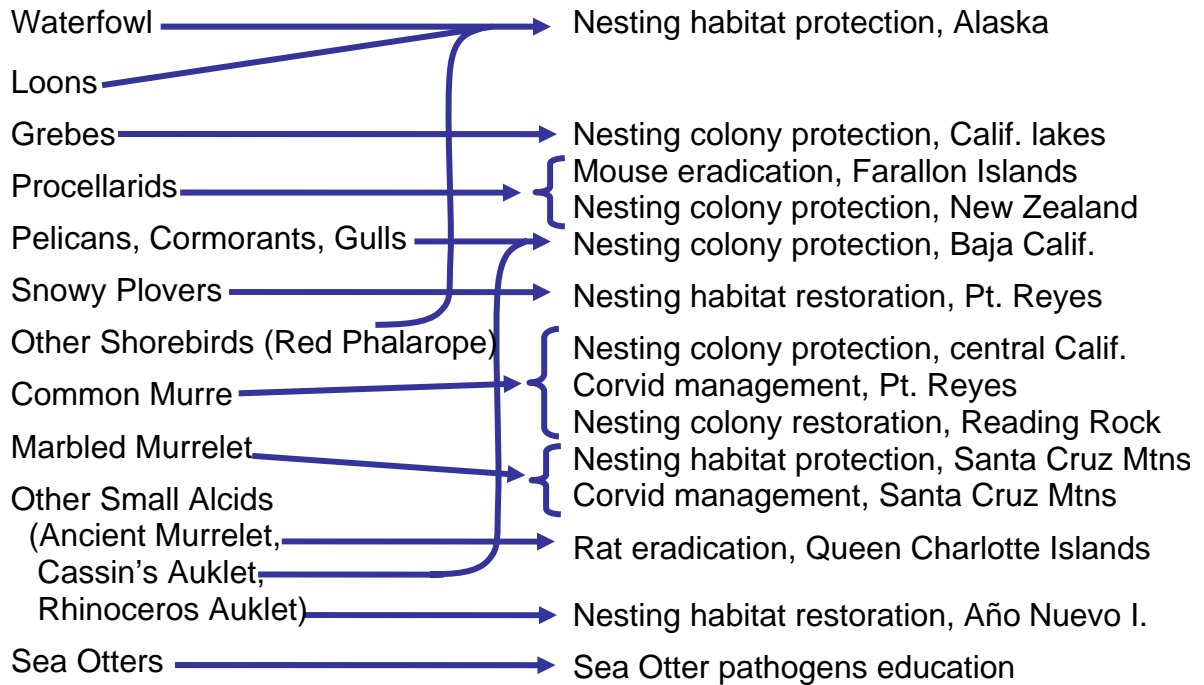 Waterfowl
Nesting habitat protection, Alaska
Loons
Grebes
Nesting colony protection, Calif. lakes
Procellarids
Mouse eradication, Farallon Islands
Nesting colony protection, New Zealand
Pelicans, Cormorants, Gulls
Nesting colony protection, Baja Calif.
Snowy Plovers
Nesting habitat restoration, Pt. Reyes
Other Shorebirds (Red Phalarope)
Nesting colony protection, central Calif.
Common Murre
Corvid management, Pt. Reyes
Nesting colony restoration, Reading Rock
Marbled Murrelet
Nesting habitat protection, Santa Cruz Mtns
Corvid management, Santa Cruz Mtns
Other Small Alcids
(Ancient Murrelet,
Rat eradication, Queen Charlotte Islands
Cassin's Auklet,
Rhinoceros Auklet)
Nesting habitat restoration, Año Nuevo I.
Sea Otters
Sea Otter pathogens education